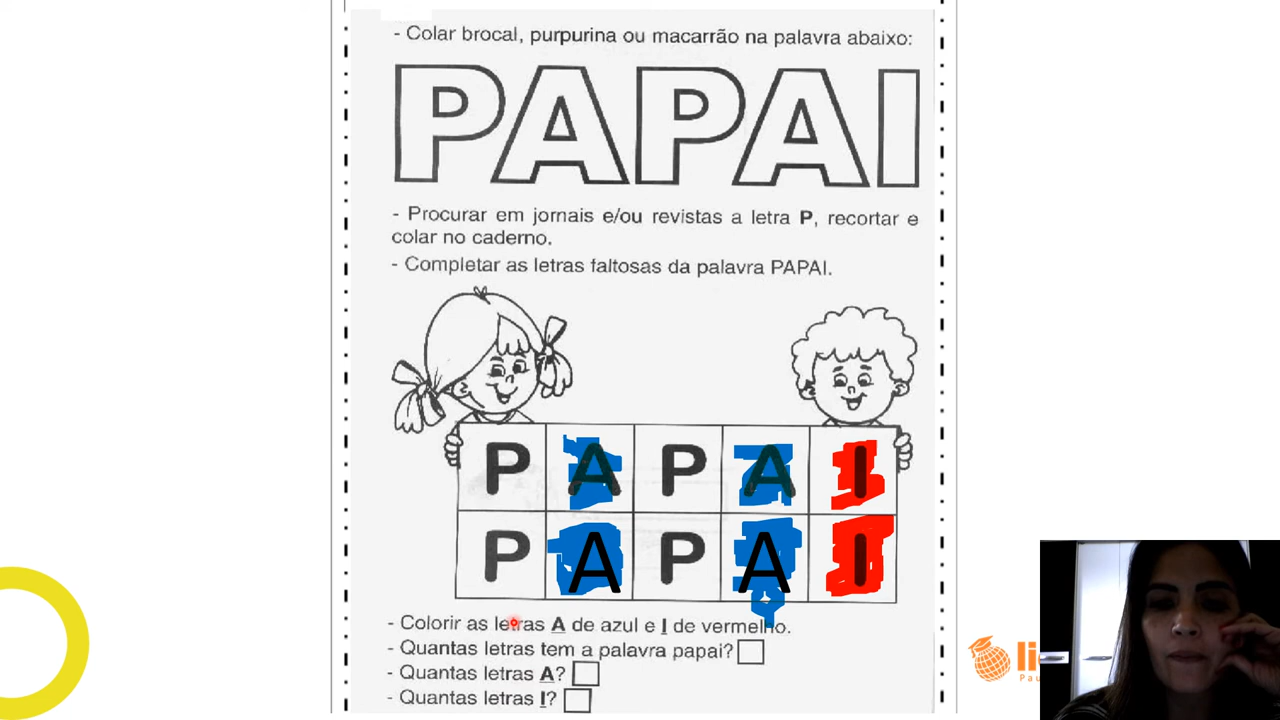 - Colar brocal, purpurina ou macarrão na palavra abaixo:
PAPAI
- Procurar em jornais e/ou revistas a letra P, recortar e
colar no caderno.
- Completar as letras faltosas da palavra PAPAI.
P A P A I
P A P A I
- Colorir as letras A de azul e I de vermelho.
- Quantas letras tem a palavra papai?
- Quantas letras A?
- Quantas letras I?